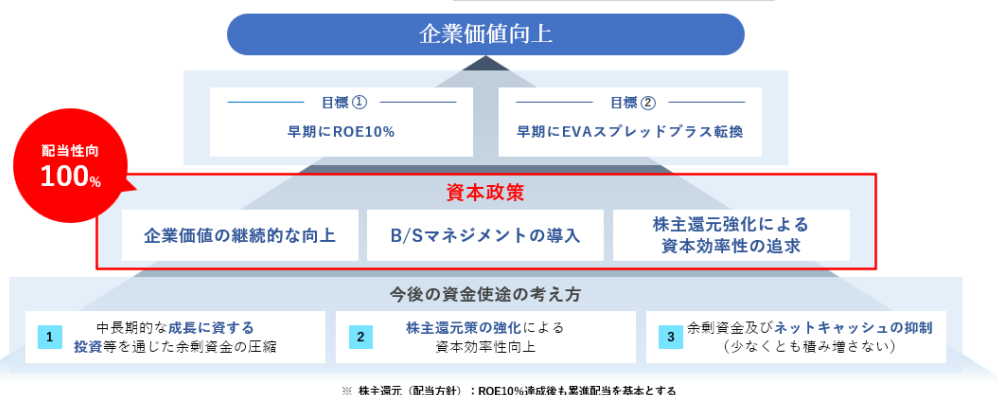 企業価値向上
目標①
早期にROE10%
目標②
早期にEVAスプレッドプラス転換
配当性向
100%
資本政策
企業価値の継続的な向上
B/Sマネジメントの導入
株主還元強化による
資本効率性の追求
今後の資金使途の考え方
1
中長期的な成長に資する
投資等を通じた余剰資金の圧縮
2
株主還元策の強化による
資本効率性向上
3
余剰資金及びネットキャッシュの抑制
(少なくとも積み増さない)
※ 株主還元(配当方針):ROE10%達成後も累進配当を基本とする